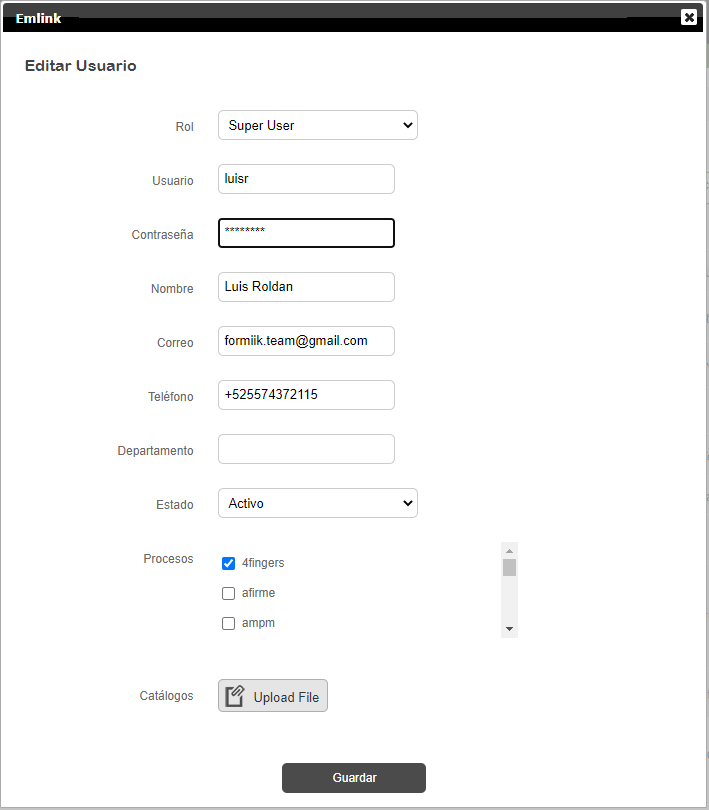 Emlink
Editar Usuario
Rol Super User
Usuario luisr
Contraseña ********
Nombre Luis Roldan
Correo formiik.team@gmail.com
Teléfono +525574372115
Departamento
Estado Activo
Procesos 4fingers
afirme
ampm
Catálogos Upload File
Guardar